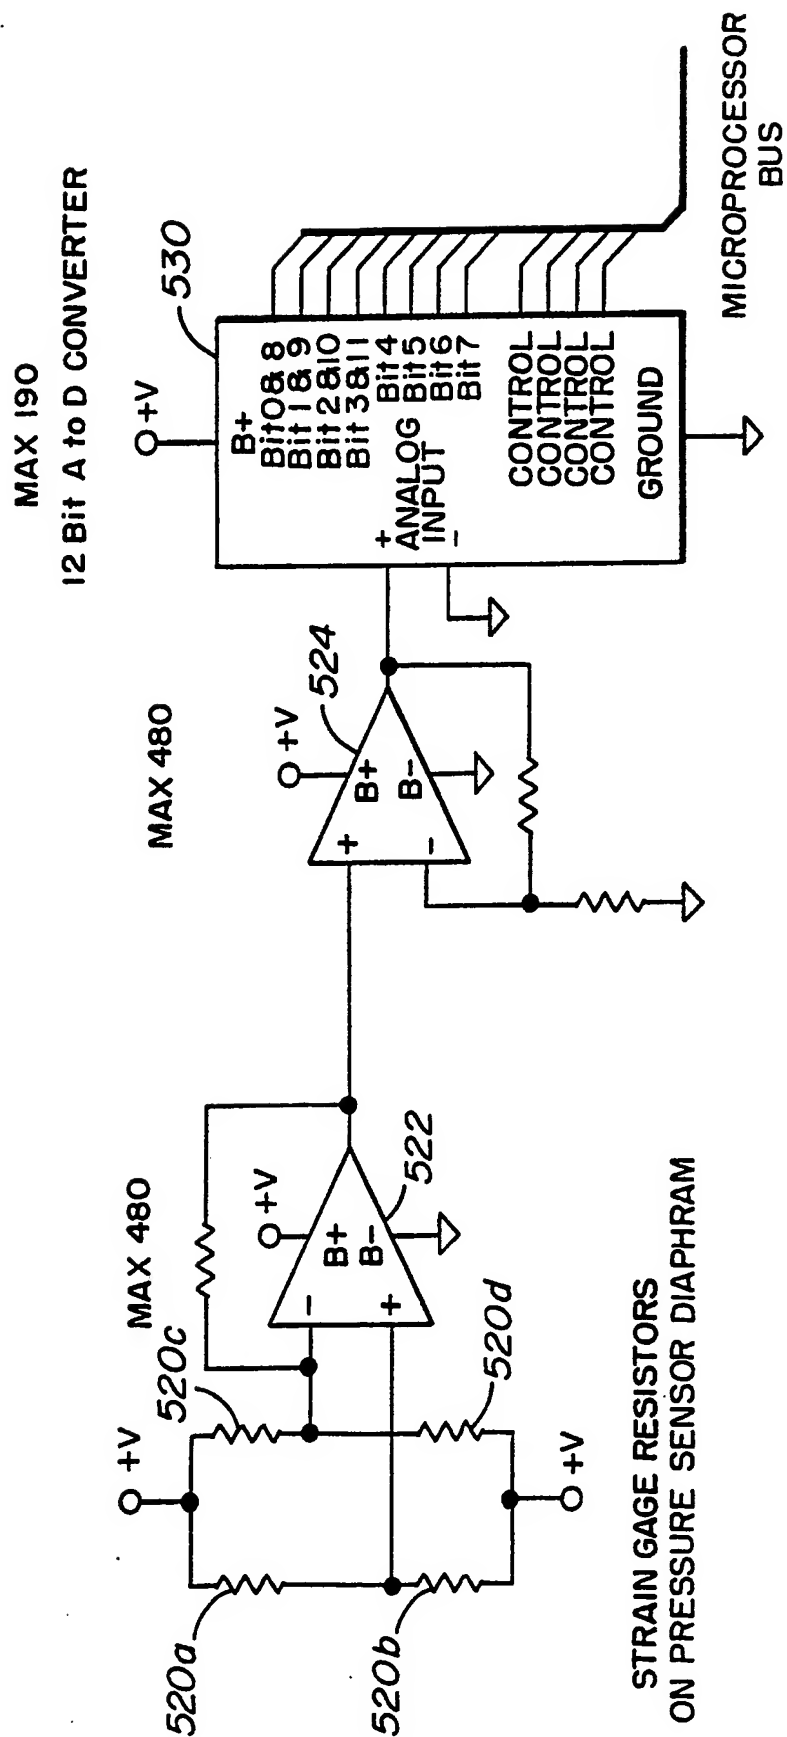 MAX 190
12 Bit A to D CONVERTER
530
+V
B+
Bit 0 & 8
Bit 1 & 9
Bit 2 & 10
Bit 3 & 11
Bit 4
Bit 5
Bit 6
Bit 7
+
ANALOG
INPUT
-
CONTROL
CONTROL
CONTROL
CONTROL
GROUND
MICROPROCESSOR
BUS
MAX 480
524
+V
B+
B-
+
-
MAX 480
522
+V
B+
B-
-
+
520c
520d
+V
+V
520a
520b
STRAIN GAGE RESISTORS
ON PRESSURE SENSOR DIAPHRAM